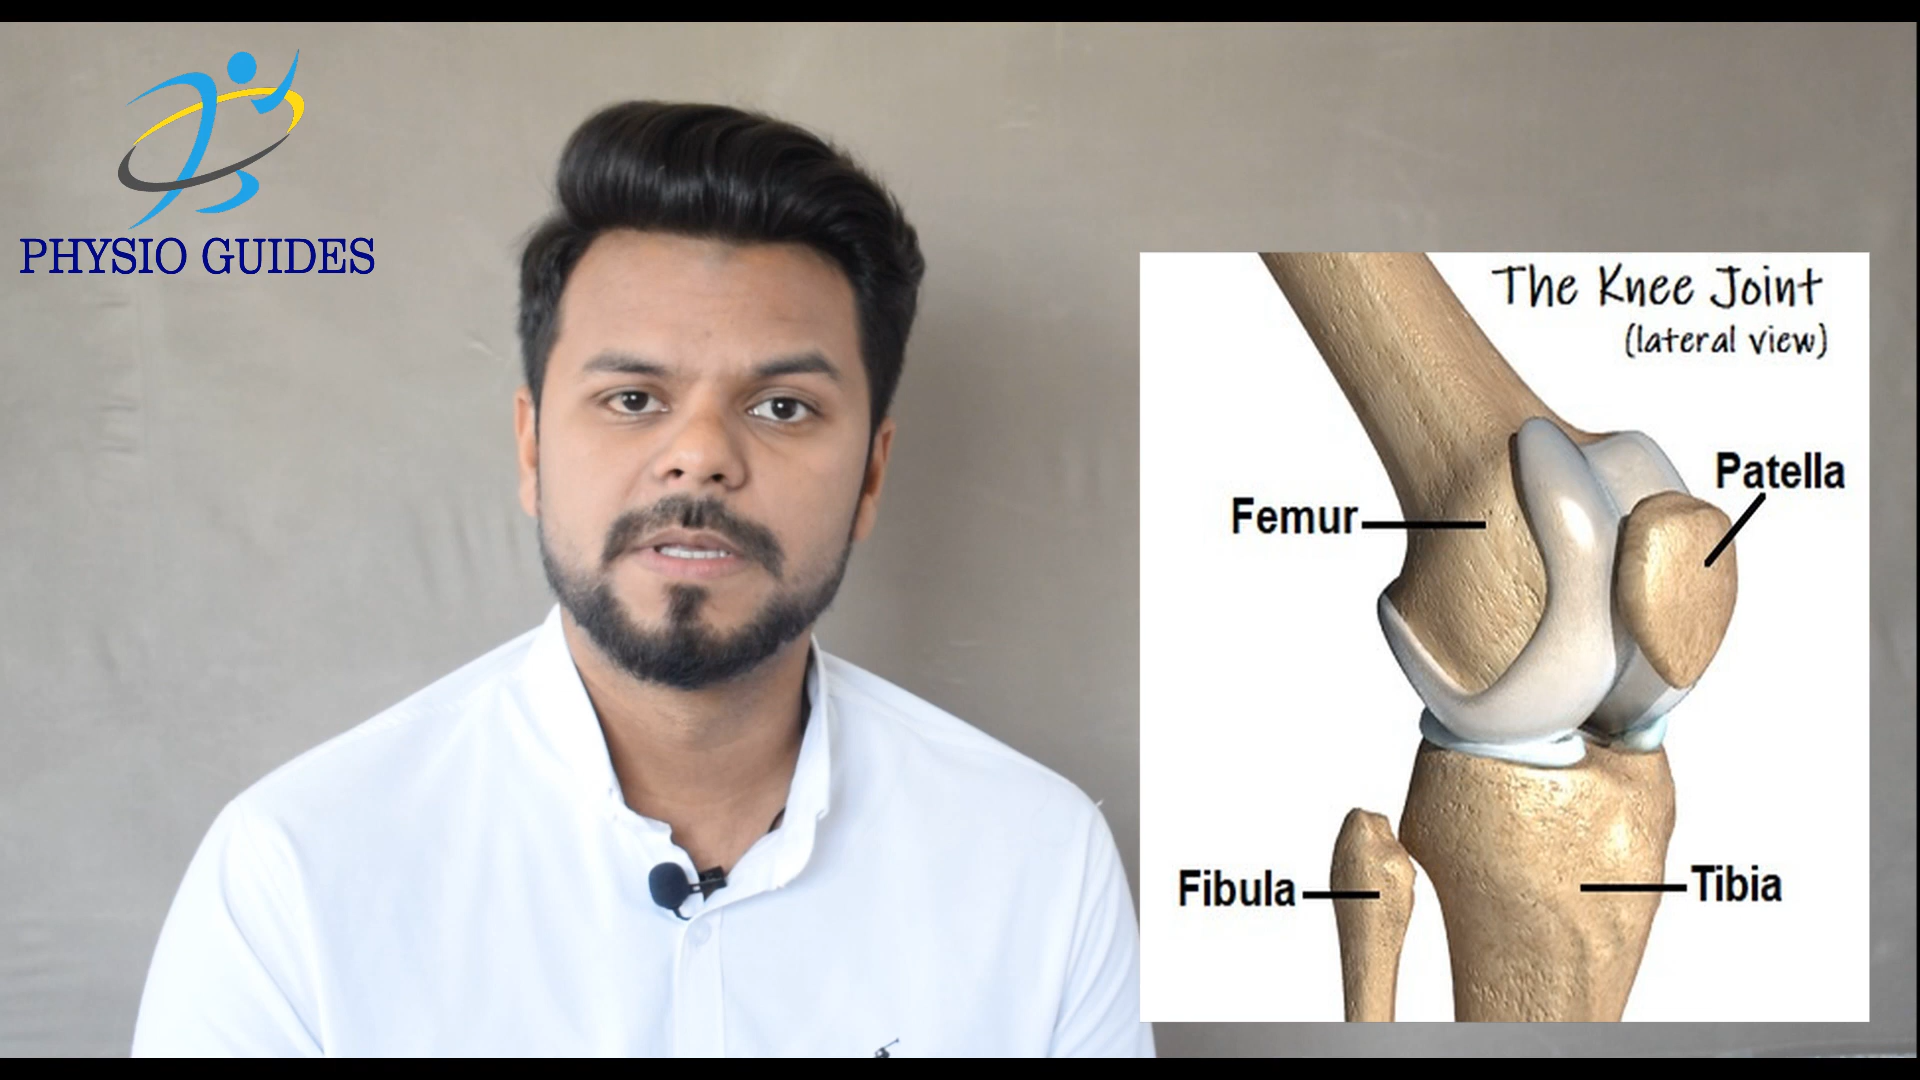 PHYSIO GUIDES
The Knee Joint
(lateral view)
Patella
Femur
Fibula
Tibia